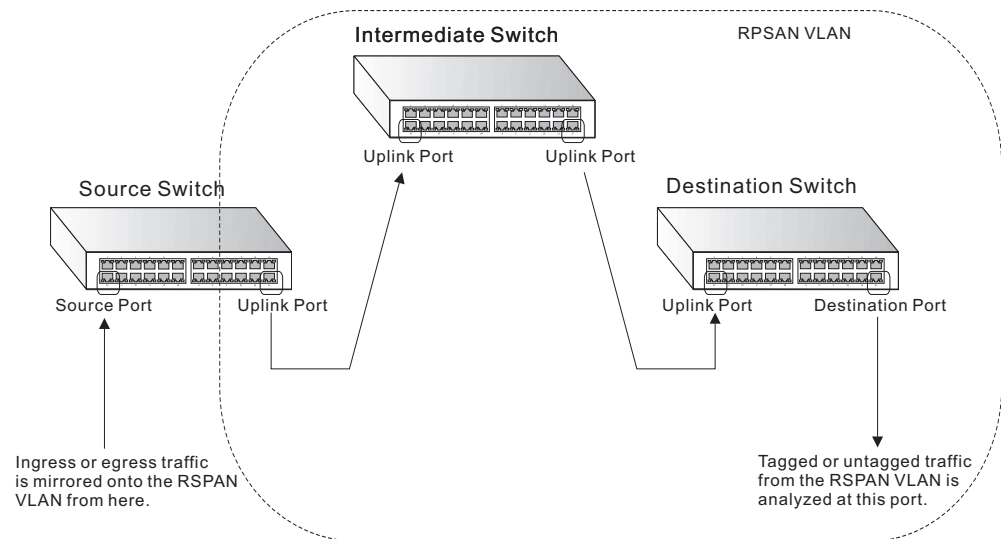 Intermediate Switch
RPSAN VLAN
Uplink Port
Uplink Port
Source Switch
Destination Switch
Source Port
Uplink Port
Uplink Port
Destination Port
Ingress or egress traffic
is mirrored onto the RSPAN
VLAN from here.
Tagged or untagged traffic
from the RSPAN VLAN is
analyzed at this port.